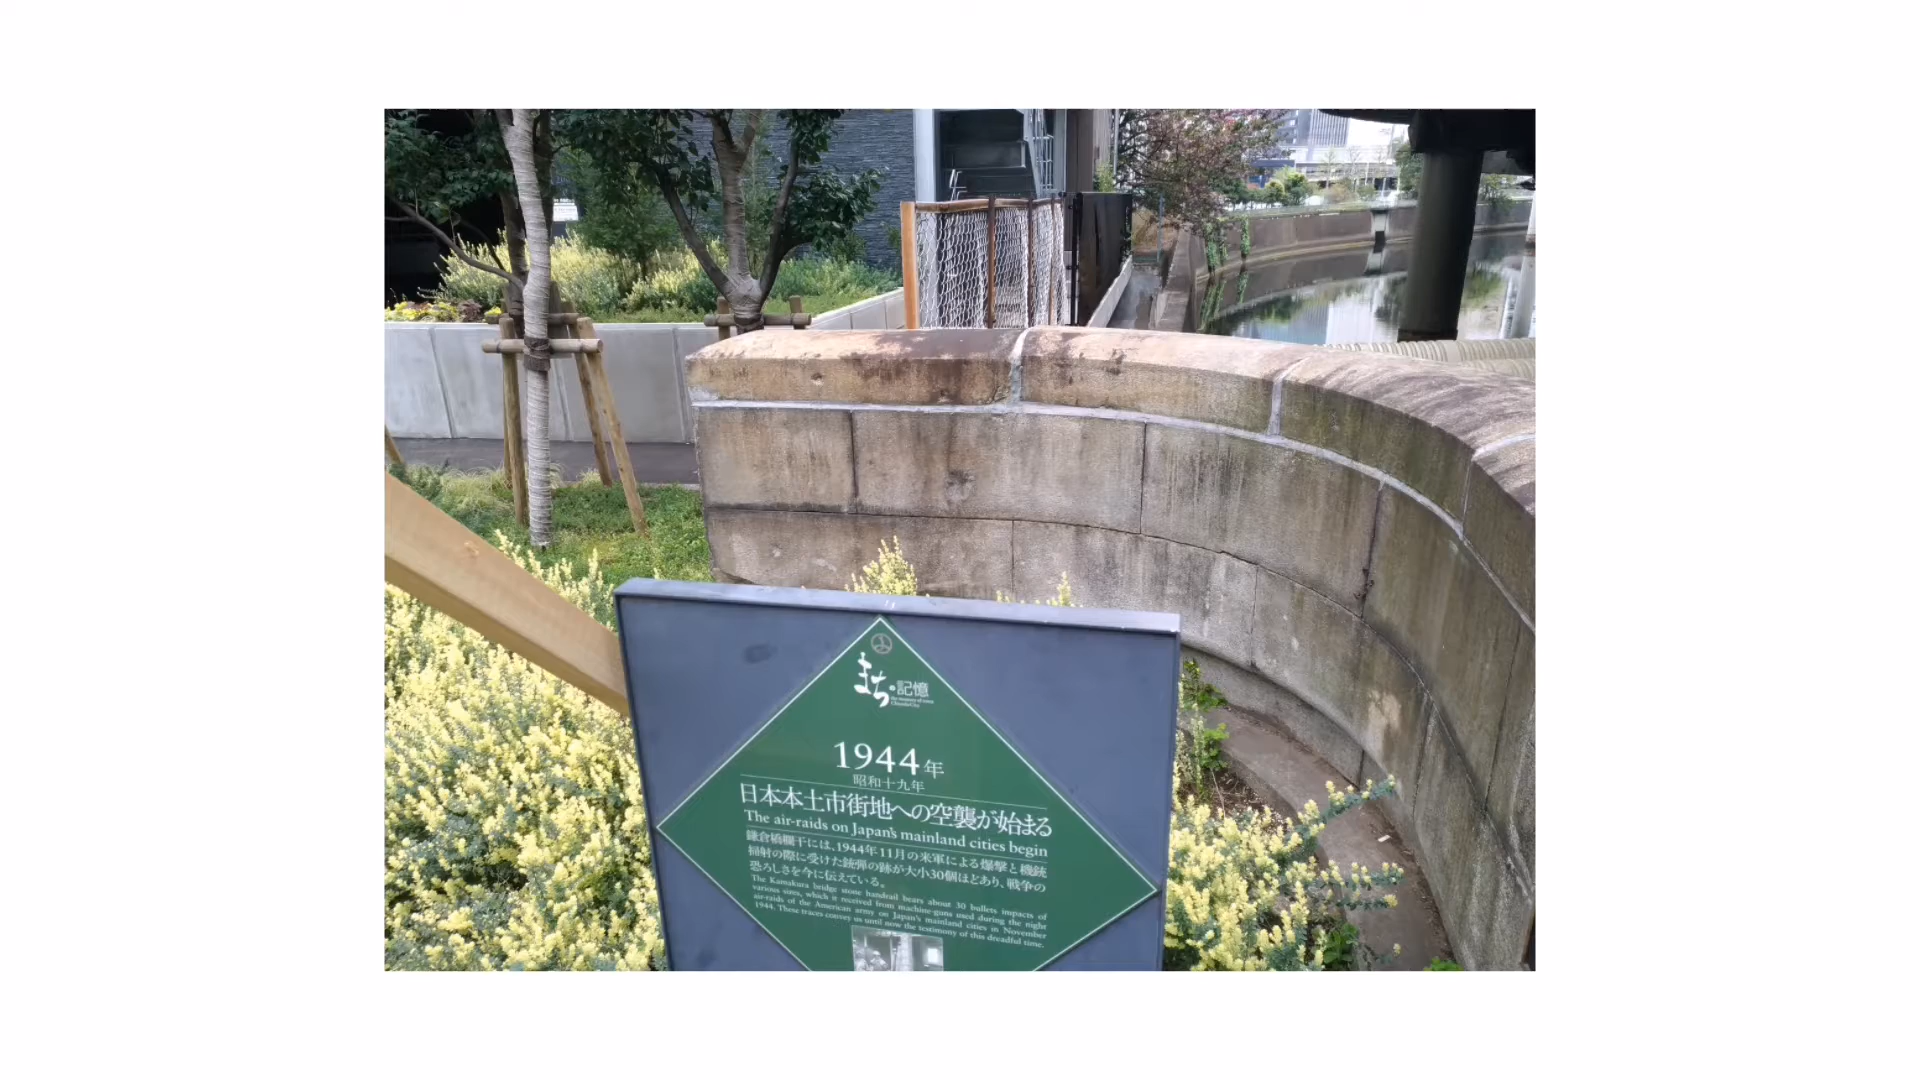 まちの記憶
1944年
昭和十九年
日本本土市街地への空襲が始まる
The air-raids on Japan's mainland cities begin
鎌倉橋欄干には、1944年11月の米軍による爆撃と機銃
掃射の際に受けた銃弾の跡が大小30個ほどあり、戦争の
恐ろしさを今に伝えている。
The Kamakura bridge stone handrail bears about 30 bullets impacts of
various sizes, which it received from machine-guns used during the night
air-raids of the American army on Japan's mainland cities in November
1944. These traces convey us until now the testimony of this dreadful time.